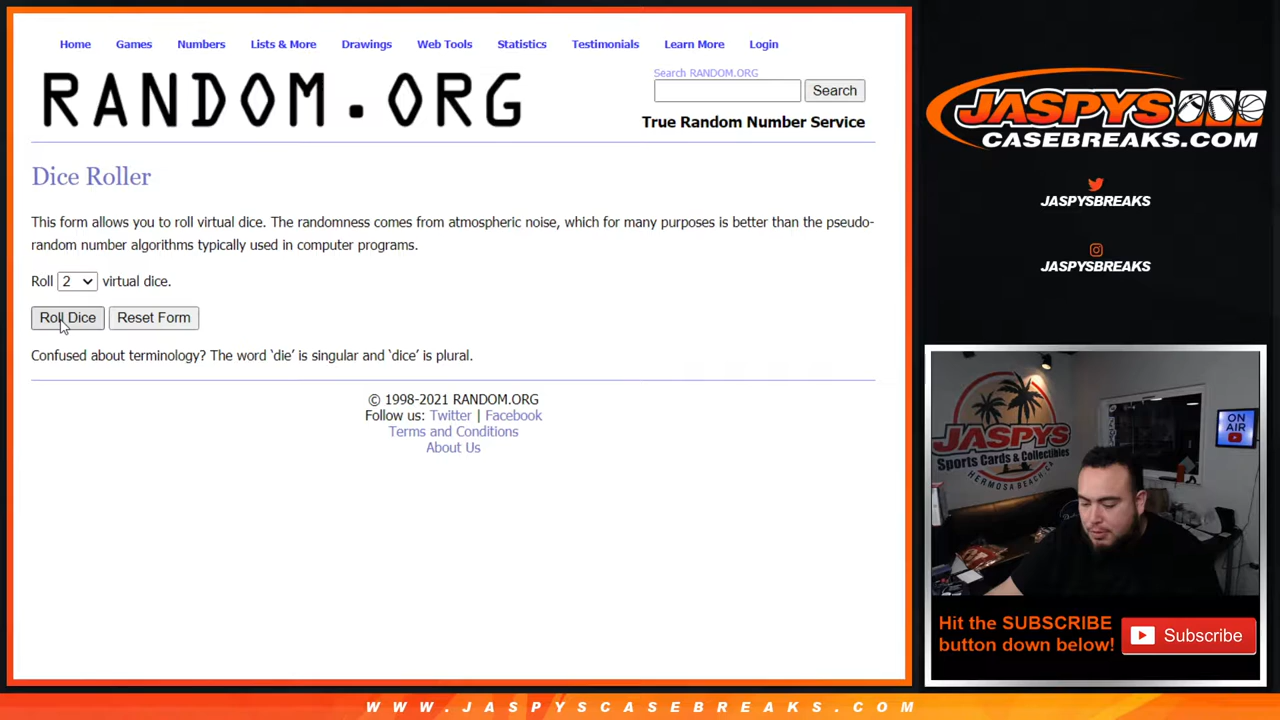 Home Games Numbers Lists & More Drawings Web Tools Statistics Testimonials Learn More Login
RANDOM.ORG
Search RANDOM.ORG
Search
True Random Number Service
Dice Roller
This form allows you to roll virtual dice. The randomness comes from atmospheric noise, which for many purposes is better than the pseudo-
random number algorithms typically used in computer programs.
Roll 2 virtual dice.
Roll Dice Reset Form
Confused about terminology? The word ‘die’ is singular and ‘dice’ is plural.
© 1998-2021 RANDOM.ORG
Follow us: Twitter | Facebook
Terms and Conditions
About Us
JASPYS
CASEBREAKS.COM
JASPYSBREAKS
JASPYSBREAKS
JASPYS
Sports Cards & Collectibles
HERMOSA BEACH, CA
ON
AIR
Hit the SUBSCRIBE
button down below!
Subscribe
WWW.JASPYSCASEBREAKS.COM